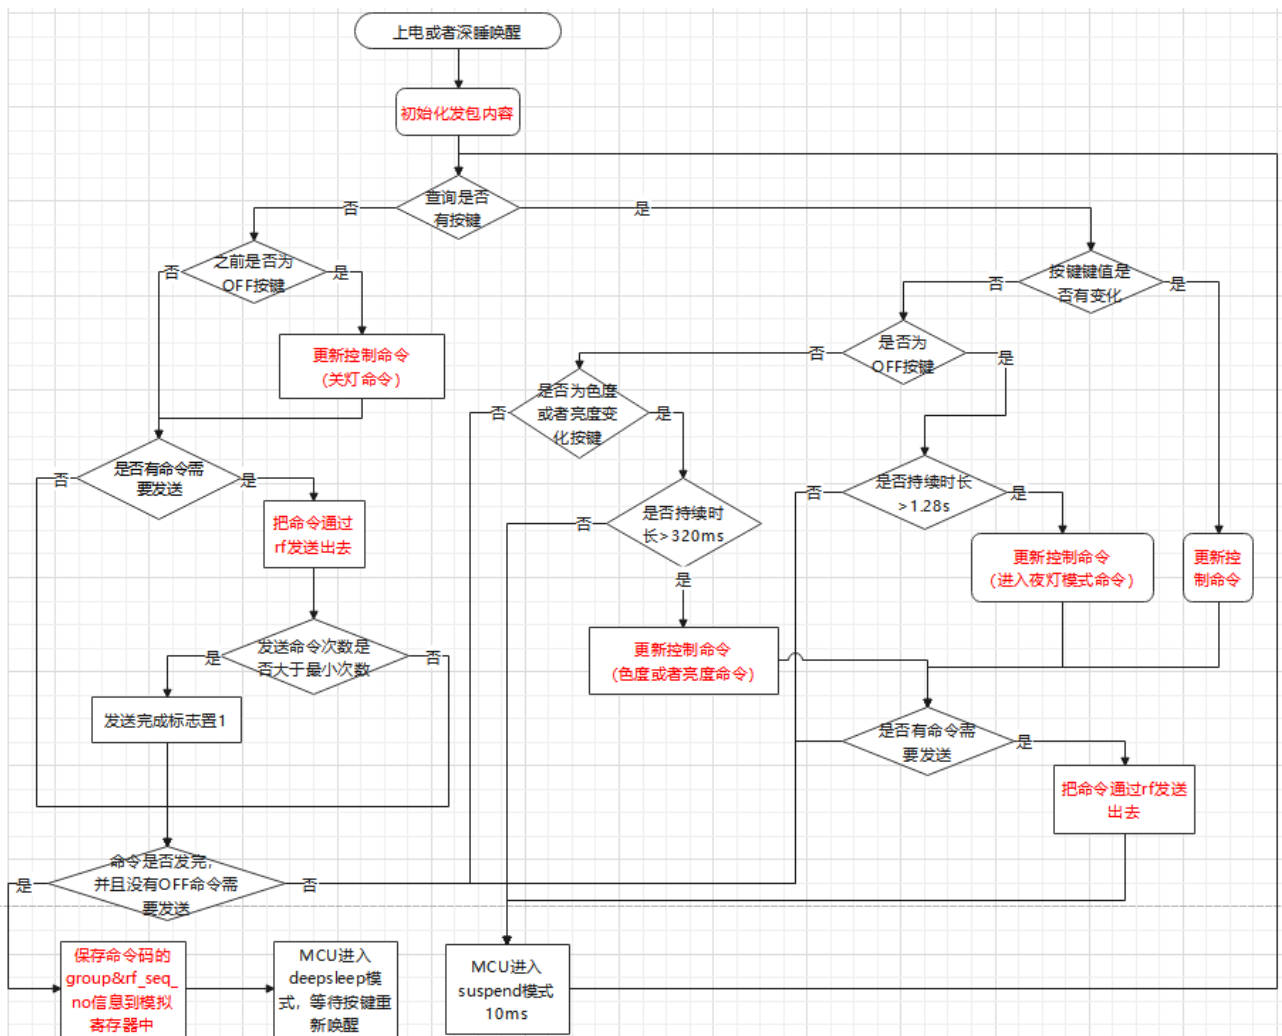 上电或者深睡唤醒
初始化发包内容
查询是否
有按键
否
是
之前是否为
OFF按键
否
是
更新控制命令
(关灯命令)
按键键值是
否有变化
否
是
是否为
OFF按键
否
是
是否为色度
或者亮度变
化按键
否
是
是否持续时长
>1.28s
否
是
是否持续时
长>320ms
否
是
更新控制命令
(进入夜灯模式命令)
更新控
制命令
更新控制命令
(色度或者亮度命令)
是否有命令需
要发送
否
是
把命令通过
rf发送出去
发送命令次数是
否大于最小次数
是
否
发送完成标志置1
是否有命令需
要发送
是
把命令通过rf发送
出去
命令是否发完,
并且没有OFF命令需
要发送
是
否
保存命令码的
group&rf_seq_
no信息到模拟
寄存器中
MCU进入
deepsleep模
式，等待按键重
新唤醒
MCU进入
suspend模式
10ms